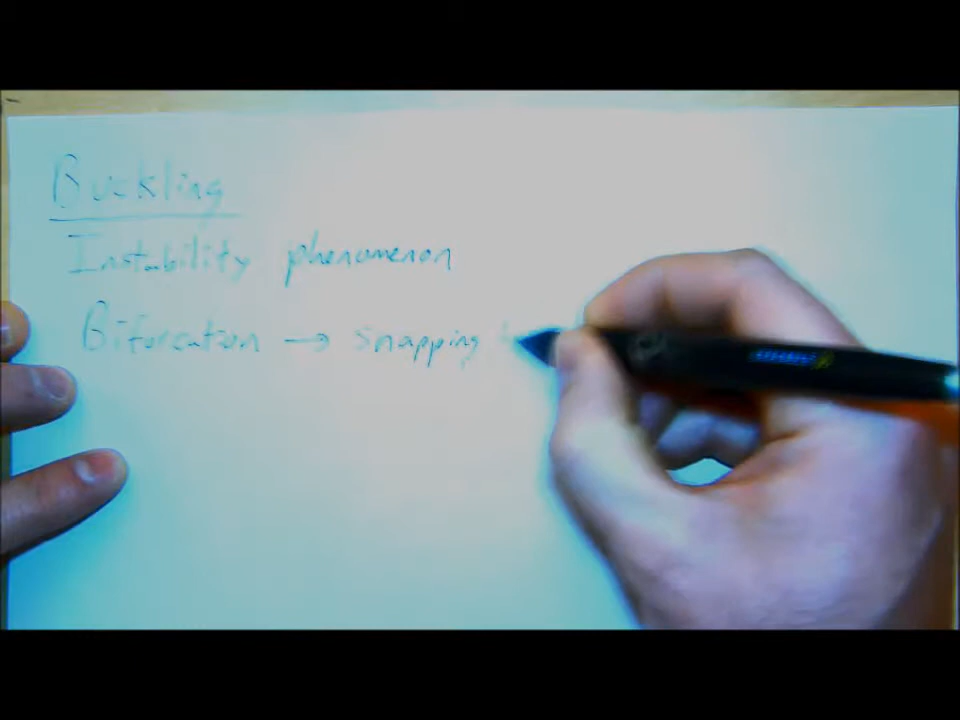 Buckling
Instability phenomenon
Bifurcation → snapping